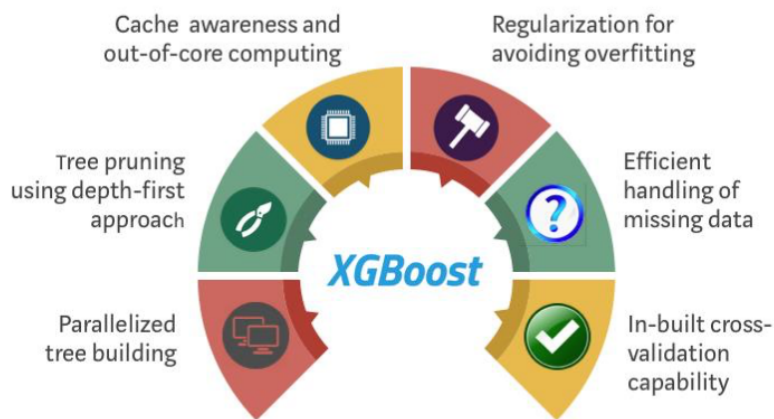 Cache awareness and
out-of-core computing
Regularization for
avoiding overfitting
Tree pruning
using depth-first
approach
Efficient
handling of
missing data
XGBoost
Parallelized
tree building
In-built cross-
validation
capability